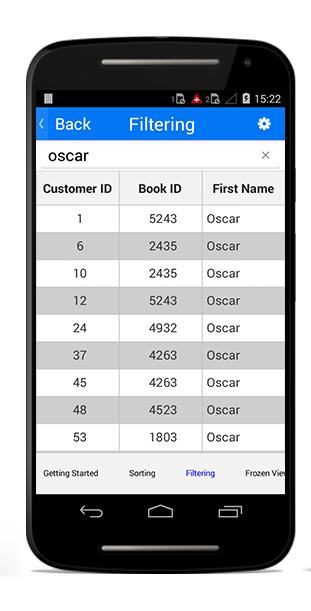 1 2 15:22
Back Filtering
oscar ×
Customer ID Book ID First Name
1 5243 Oscar
6 2435 Oscar
10 2435 Oscar
12 5243 Oscar
24 4932 Oscar
37 4263 Oscar
45 4263 Oscar
48 4523 Oscar
53 1803 Oscar
Getting Started Sorting Filtering Frozen View